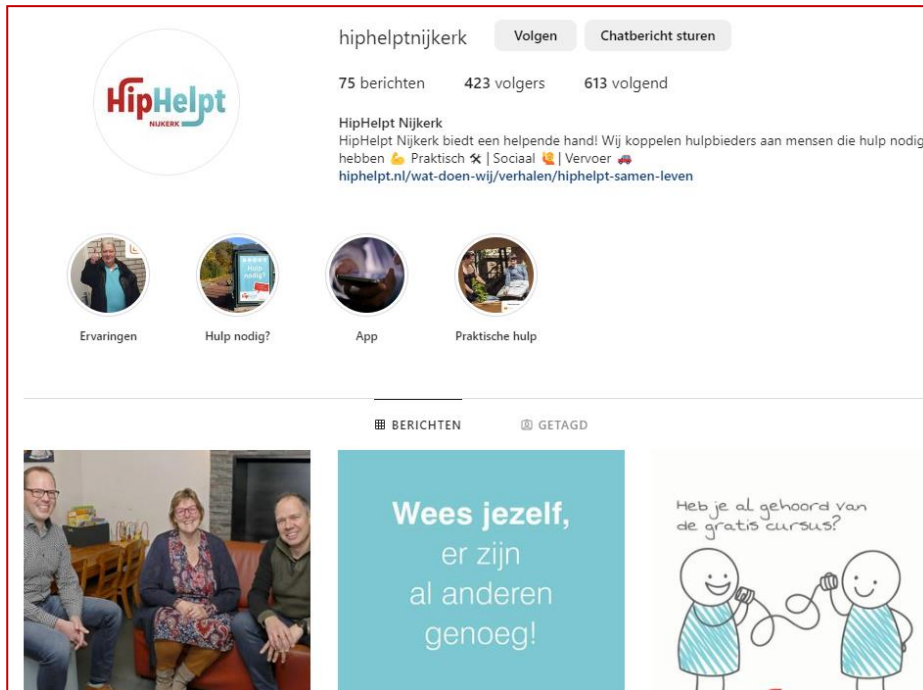 HipHelpt
NIJKERK
hiphelptnijkerk
Volgen
Chatbericht sturen
75 berichten 423 volgers 613 volgend
HipHelpt Nijkerk
HipHelpt Nijkerk biedt een helpende hand! Wij koppelen hulpbieders aan mensen die hulp nodig
hebben 💪 Praktisch 🛠 | Sociaal 🙋 | Vervoer 🚗
hiphelpt.nl/wat-doen-wij/verhalen/hiphelpt-samen-leven
Hulp
nodig?
Ervaringen
Hulp nodig?
App
Praktische hulp
BERICHTEN
GETAGD
Wees jezelf,
er zijn
al anderen
genoeg!
Heb je al gehoord van
de gratis cursus?